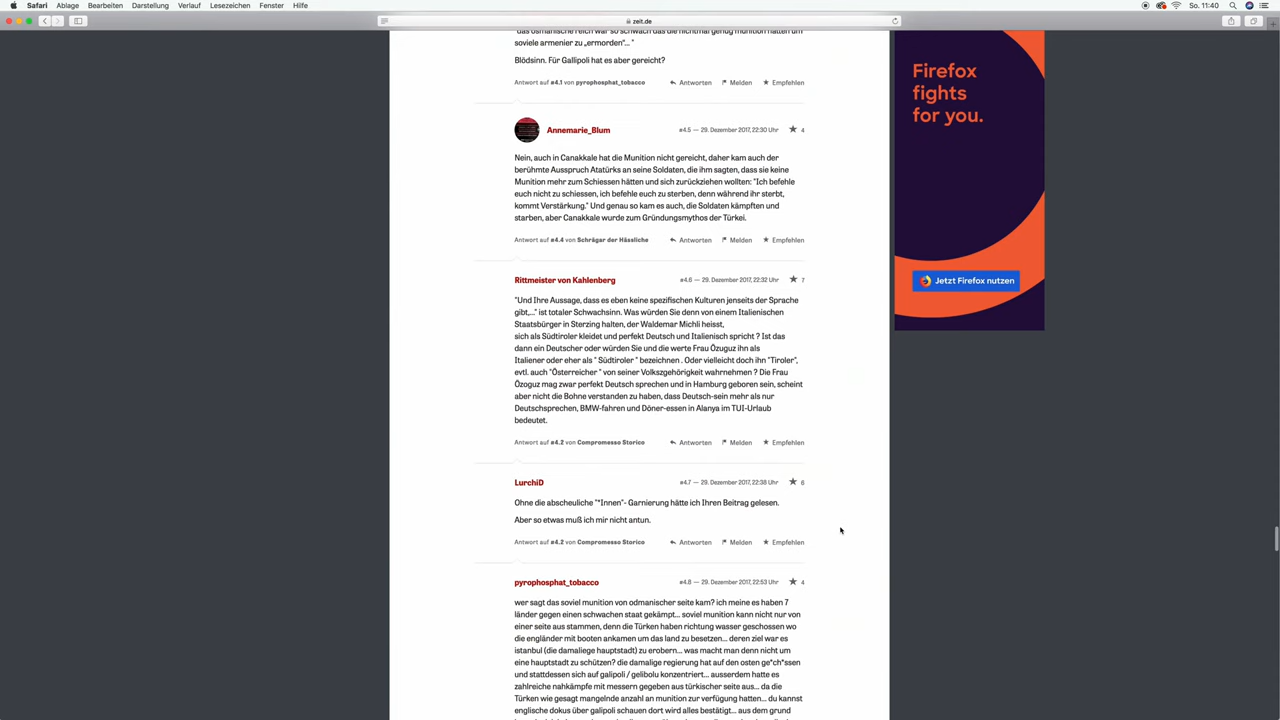 Safari Ablage Bearbeiten Darstellung Verlauf Lesezeichen Fenster Hilfe So. 11:40
zeit.de
"das osmanische reich war so schwach das die nichtmal genug munition hatten um
soviele armenier zu „ermorden“... "
Blödsinn. Für Gallipoli hat es aber gereicht?
Antwort auf #4.1 von pyrophosphat_tobacco Antworten Melden Empfehlen
Annemarie_Blum #4.5 — 29. Dezember 2017, 22:30 Uhr 4
Nein, auch in Canakkale hat die Munition nicht gereicht, daher kam auch der
berühmte Ausspruch Atatürks an seine Soldaten, die ihm sagten, dass sie keine
Munition mehr zum Schiessen hätten und sich zurückziehen wollten: "Ich befehle
euch nicht zu schiessen, ich befehle euch zu sterben, denn während ihr sterbt,
kommt Verstärkung." Und genau so kam es auch, die Soldaten kämpften und
starben, aber Canakkale wurde zum Gründungsmythos der Türkei.
Antwort auf #4.4 von Schräger der Hässliche Antworten Melden Empfehlen
Rittmeister von Kahlenberg #4.6 — 29. Dezember 2017, 22:32 Uhr 7
"Und Ihre Aussage, dass es eben keine spezifischen Kulturen jenseits der Sprache
gibt,..." ist totaler Schwachsinn. Was würden Sie denn von einem Italienischen
Staatsbürger in Sterzing halten, der Waldemar Michli heisst,
sich als Südtiroler kleidet und perfekt Deutsch und Italienisch spricht ? Ist das
dann ein Deutscher oder würden Sie und die werte Frau Özuguz ihn als
Italiener oder eher als " Südtiroler " bezeichnen . Oder vielleicht doch ihn "Tiroler",
evtl. auch "Österreicher " von seiner Volkszgehörigkeit wahrnehmen ? Die Frau
Özoguz mag zwar perfekt Deutsch sprechen und in Hamburg geboren sein, scheint
aber nicht die Bohne verstanden zu haben, dass Deutsch-sein mehr als nur
Deutschsprechen, BMW-fahren und Döner-essen in Alanya im TUI-Urlaub
bedeutet.
Antwort auf #4.2 von Compromesso Storico Antworten Melden Empfehlen
LurchiD #4.7 — 29. Dezember 2017, 22:38 Uhr 6
Ohne die abscheuliche "*Innen"- Garnierung hätte ich Ihren Beitrag gelesen.
Aber so etwas muß ich mir nicht antun.
Antwort auf #4.2 von Compromesso Storico Antworten Melden Empfehlen
pyrophosphat_tobacco #4.8 — 29. Dezember 2017, 22:53 Uhr 4
wer sagt das soviel munition von odmanischer seite kam? ich meine es haben 7
länder gegen einen schwachen staat gekämpt... soviel munition kann nicht nur von
einer seite aus stammen, denn die Türken haben richtung wasser geschossen wo
die engländer mit booten ankamen um das land zu besetzen... deren ziel war es
istanbul (die damaliege hauptstadt) zu erobern... was macht man denn nicht um
eine hauptstadt zu schützen? die damalige regierung hat auf den osten ge*ch*ssen
und stattdessen sich auf galipoli / gelibolu konzentriert... ausserdem hatte es
zahlreiche nahkämpfe mit messern gegeben aus türkischer seite aus... da die
Türken wie gesagt mangelnde anzahl an munition zur verfügung hatten... du kannst
englische dokus über galipoli schauen dort wird alles bestätigt... aus dem grund
Firefox
fights
for you.
Jetzt Firefox nutzen